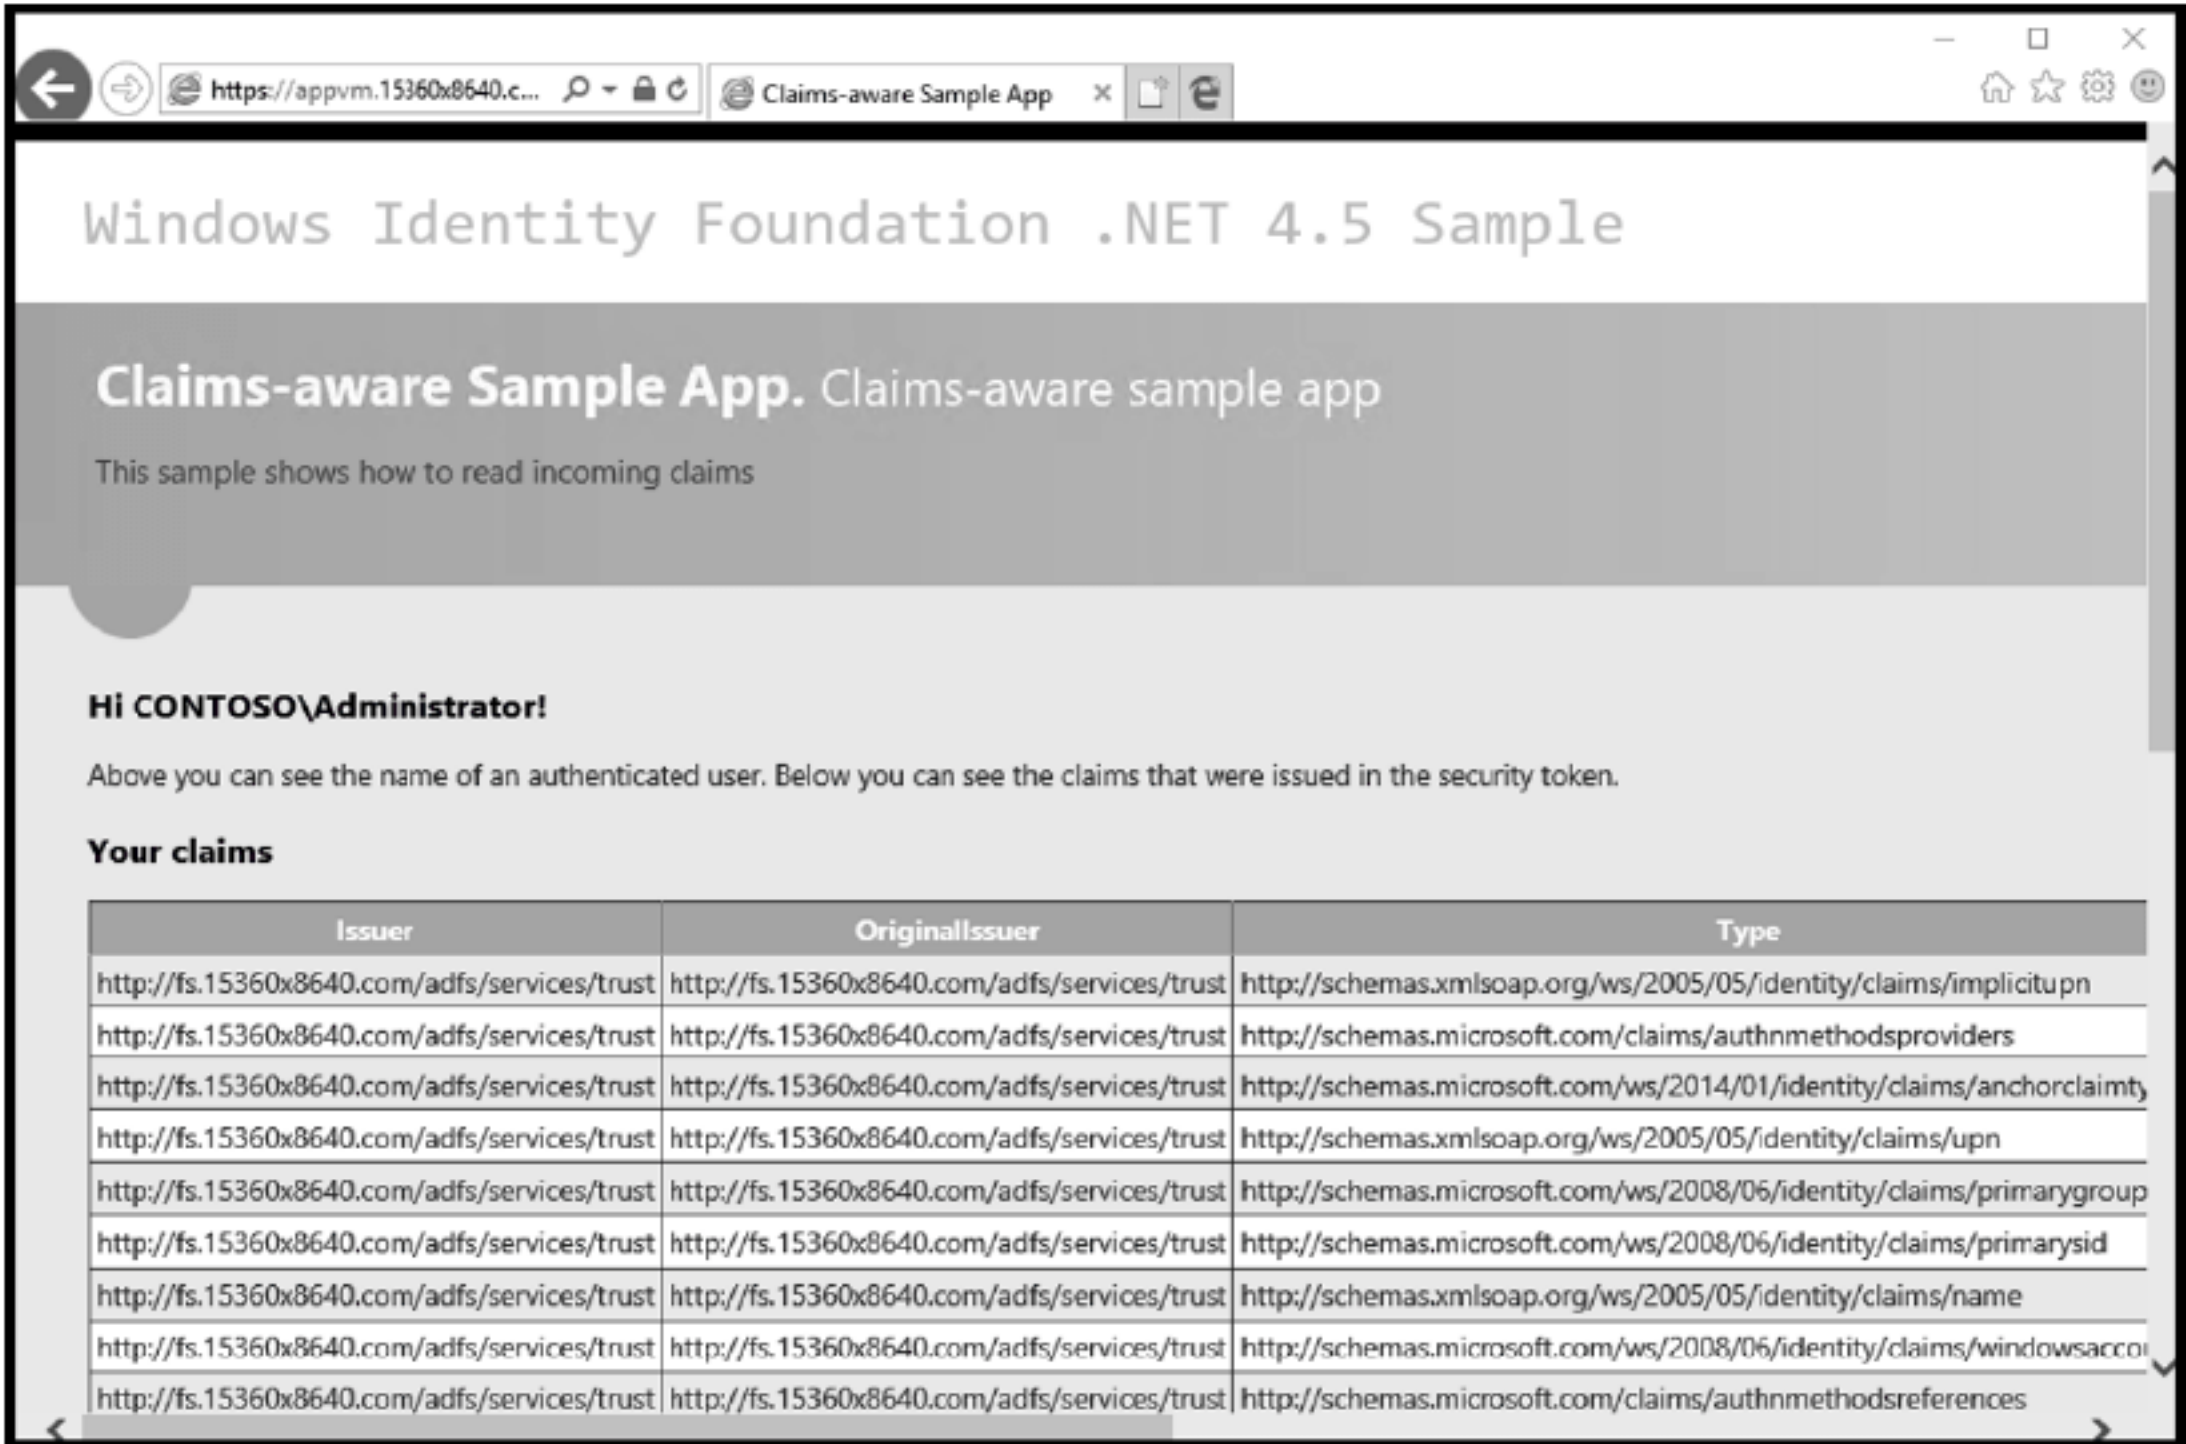 https://appvm.15360x8640.c... Claims-aware Sample App
Windows Identity Foundation .NET 4.5 Sample
Claims-aware Sample App. Claims-aware sample app
This sample shows how to read incoming claims
Hi CONTOSO\Administrator!
Above you can see the name of an authenticated user. Below you can see the claims that were issued in the security token.
Your claims
Issuer OriginalIssuer Type
http://fs.15360x8640.com/adfs/services/trust http://fs.15360x8640.com/adfs/services/trust http://schemas.xmlsoap.org/ws/2005/05/identity/claims/implicitupn
http://fs.15360x8640.com/adfs/services/trust http://fs.15360x8640.com/adfs/services/trust http://schemas.microsoft.com/claims/authnmethodsproviders
http://fs.15360x8640.com/adfs/services/trust http://fs.15360x8640.com/adfs/services/trust http://schemas.microsoft.com/ws/2014/01/identity/claims/anchorclaimty
http://fs.15360x8640.com/adfs/services/trust http://fs.15360x8640.com/adfs/services/trust http://schemas.xmlsoap.org/ws/2005/05/identity/claims/upn
http://fs.15360x8640.com/adfs/services/trust http://fs.15360x8640.com/adfs/services/trust http://schemas.microsoft.com/ws/2008/06/identity/claims/primarygroup
http://fs.15360x8640.com/adfs/services/trust http://fs.15360x8640.com/adfs/services/trust http://schemas.microsoft.com/ws/2008/06/identity/claims/primarysid
http://fs.15360x8640.com/adfs/services/trust http://fs.15360x8640.com/adfs/services/trust http://schemas.xmlsoap.org/ws/2005/05/identity/claims/name
http://fs.15360x8640.com/adfs/services/trust http://fs.15360x8640.com/adfs/services/trust http://schemas.microsoft.com/ws/2008/06/identity/claims/windowsaccou
http://fs.15360x8640.com/adfs/services/trust http://fs.15360x8640.com/adfs/services/trust http://schemas.microsoft.com/claims/authnmethodsreferences